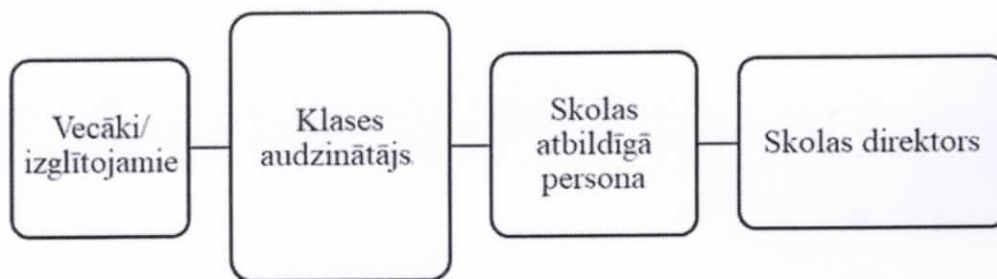 Vecāki/
izglītojamie
Klases
audzinātājs.
Skolas
atbildīgā
persona
Skolas direktors